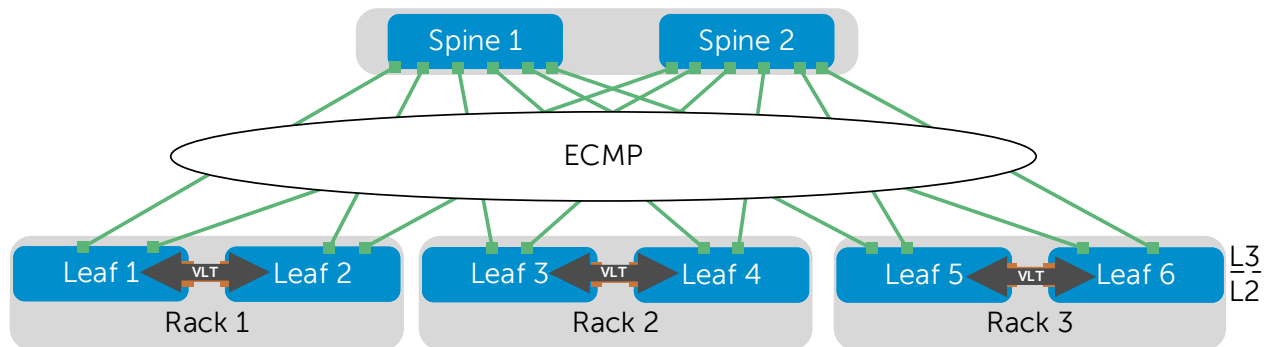 Spine 1
Spine 2
ECMP
Leaf 1
VLT
Leaf 2
Leaf 3
VLT
Leaf 4
Leaf 5
VLT
Leaf 6
L3
L2
Rack 1
Rack 2
Rack 3